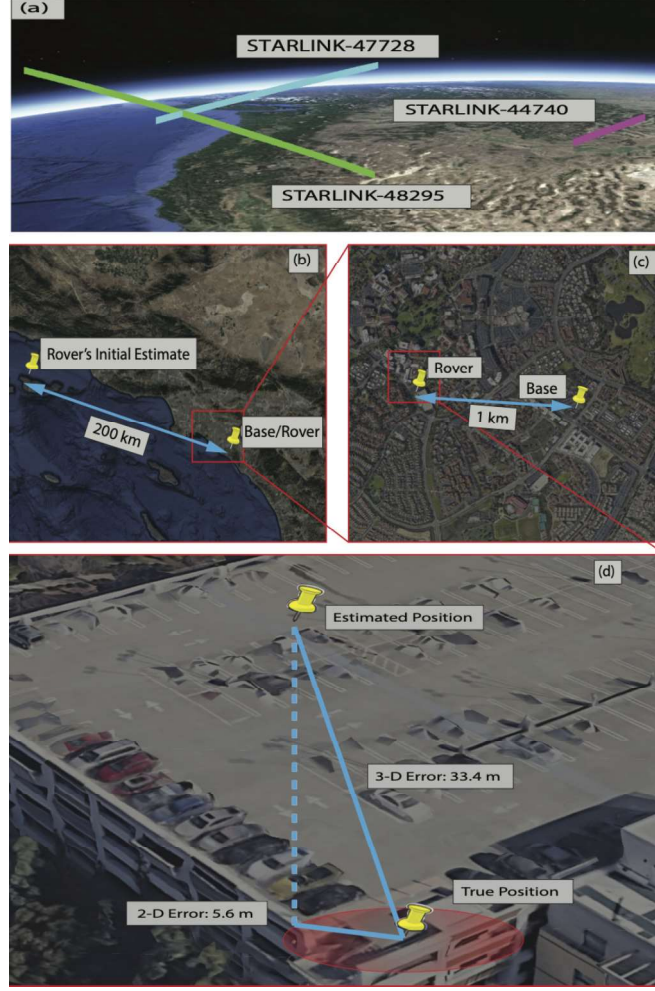 (a)
STARLINK-47728
STARLINK-44740
STARLINK-48295
(b)
Rover's Initial Estimate
200 km
Base/Rover
(c)
Rover
Base
1 km
(d)
Estimated Position
3-D Error: 33.4 m
True Position
2-D Error: 5.6 m